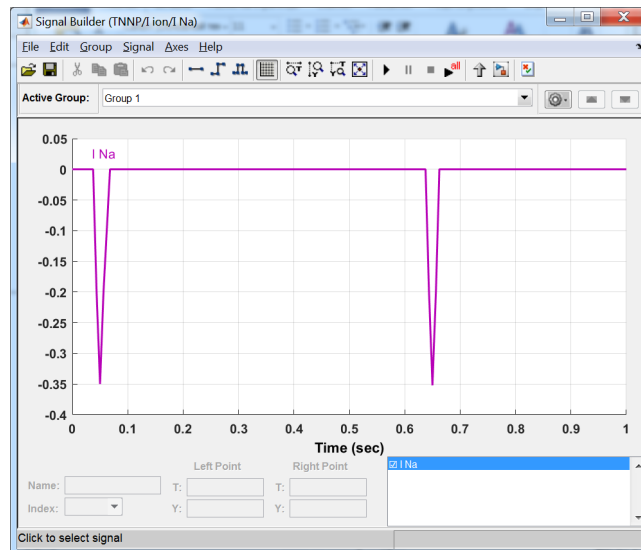 Signal Builder (TNNP/I ion/I Na)
File Edit Group Signal Axes Help
all
Active Group: Group 1
0.05
I Na
0
-0.05
-0.1
-0.15
-0.2
-0.25
-0.3
-0.35
-0.4
0 0.1 0.2 0.3 0.4 0.5 0.6 0.7 0.8 0.9 1
Time (sec)
Left Point Right Point
I Na
Name: T: T:
Index: Y: Y:
Click to select signal